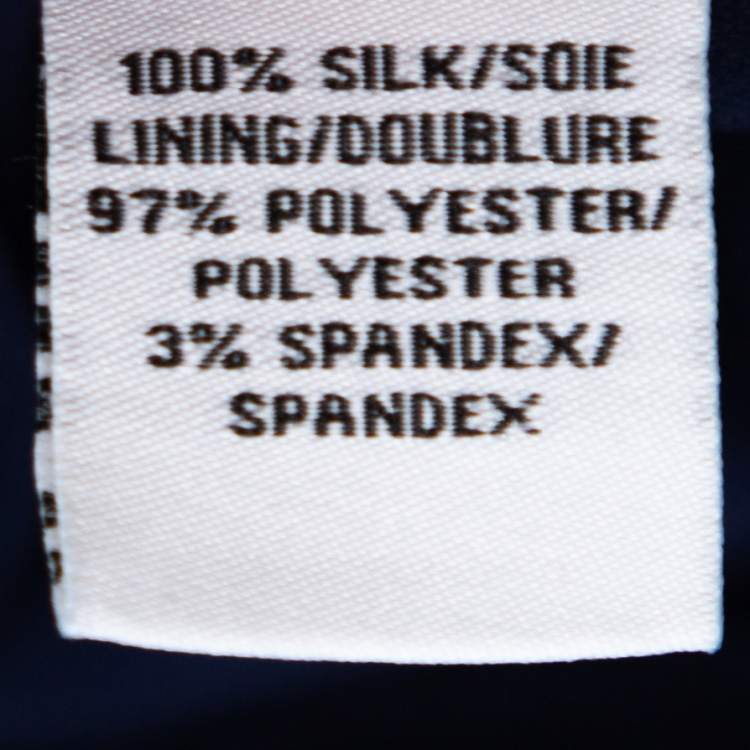 100% SILK/SOIE
LINING/DOUBLURE
97% POLYESTER/
POLYESTER
3% SPANDEX/
SPANDEX